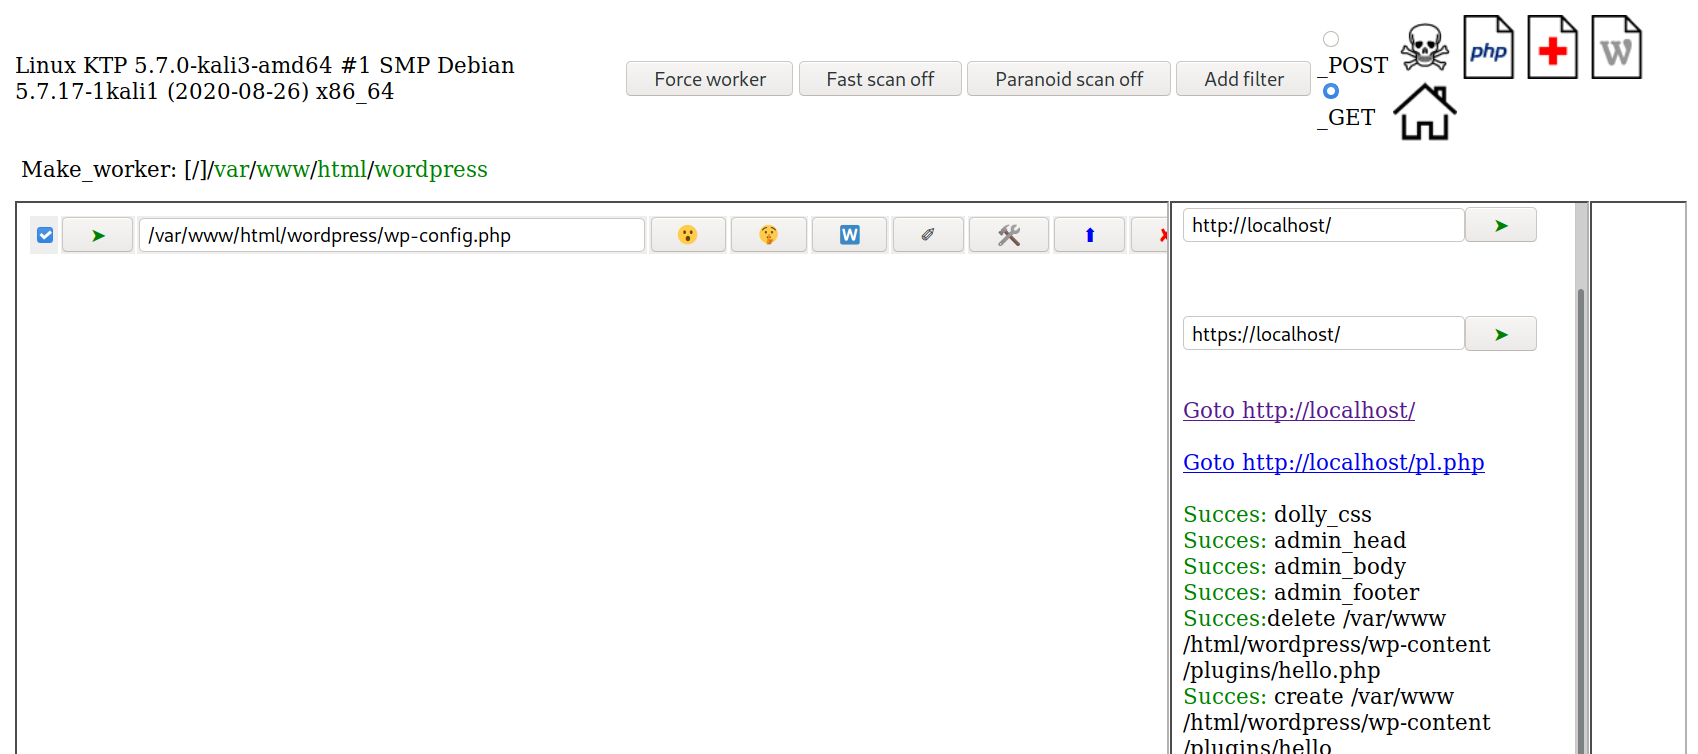 Linux KTP 5.7.0-kali3-amd64 #1 SMP Debian
5.7.17-1kali1 (2020-08-26) x86_64
Force worker
Fast scan off
Paranoid scan off
Add filter
_POST
_GET
php
W
Make_worker: [/]/var/www/html/wordpress
/var/www/html/wordpress/wp-config.php
W
http://localhost/
https://localhost/
Goto http://localhost/
Goto http://localhost/pl.php
Succes: dolly_css
Succes: admin_head
Succes: admin_body
Succes: admin_footer
Succes:delete /var/www
/html/wordpress/wp-content
/plugins/hello.php
Succes: create /var/www
/html/wordpress/wp-content
/plugins/hello